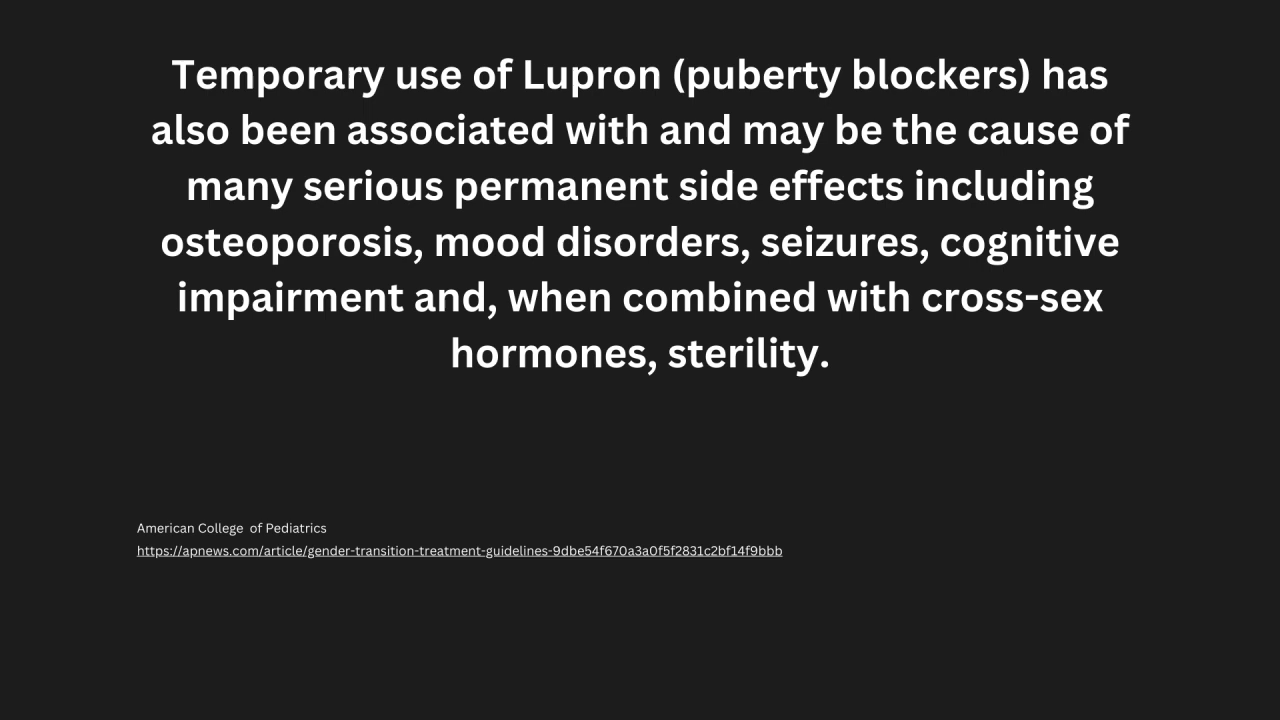 Temporary use of Lupron (puberty blockers) has
also been associated with and may be the cause of
many serious permanent side effects including
osteoporosis, mood disorders, seizures, cognitive
impairment and, when combined with cross-sex
hormones, sterility.
American College  of Pediatrics
https://apnews.com/article/gender-transition-treatment-guidelines-9dbe54f670a3a0f5f2831c2bf14f9bbb